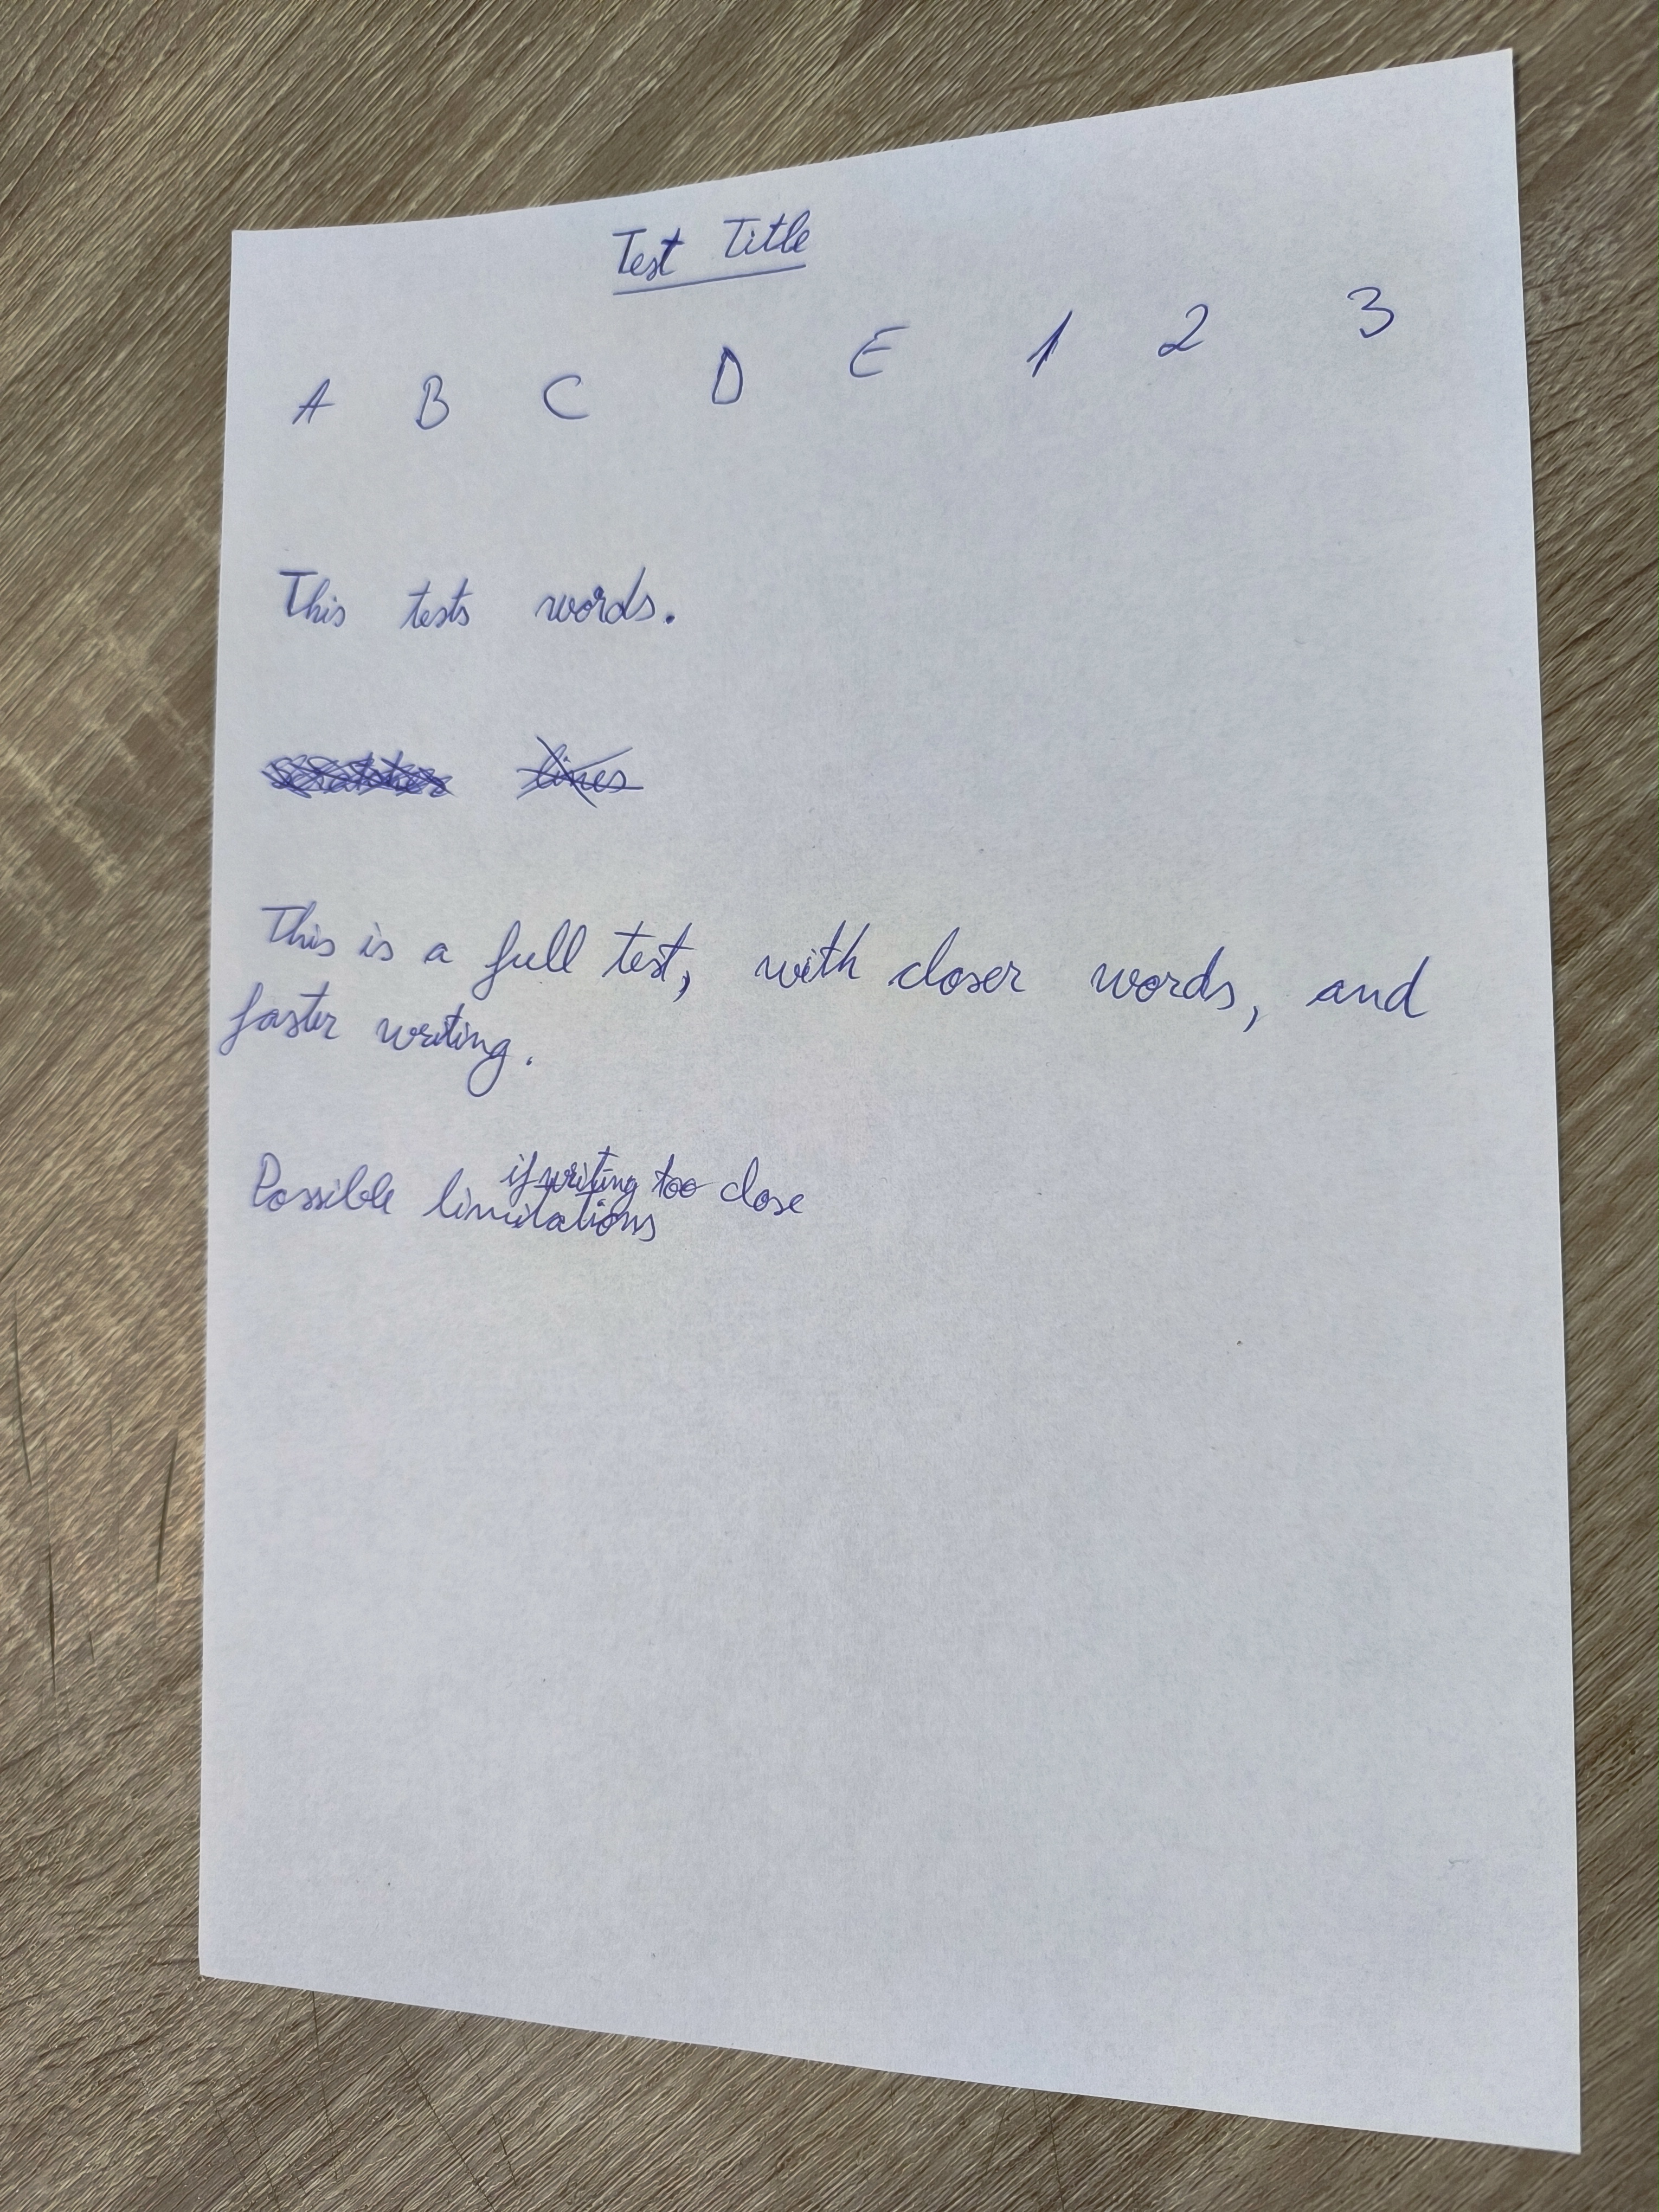 Test Title
A B C D E 1 2 3
This tests words.
lines
This is a full test, with closer words, and
faster writing.
if writing too close
Possible limitations